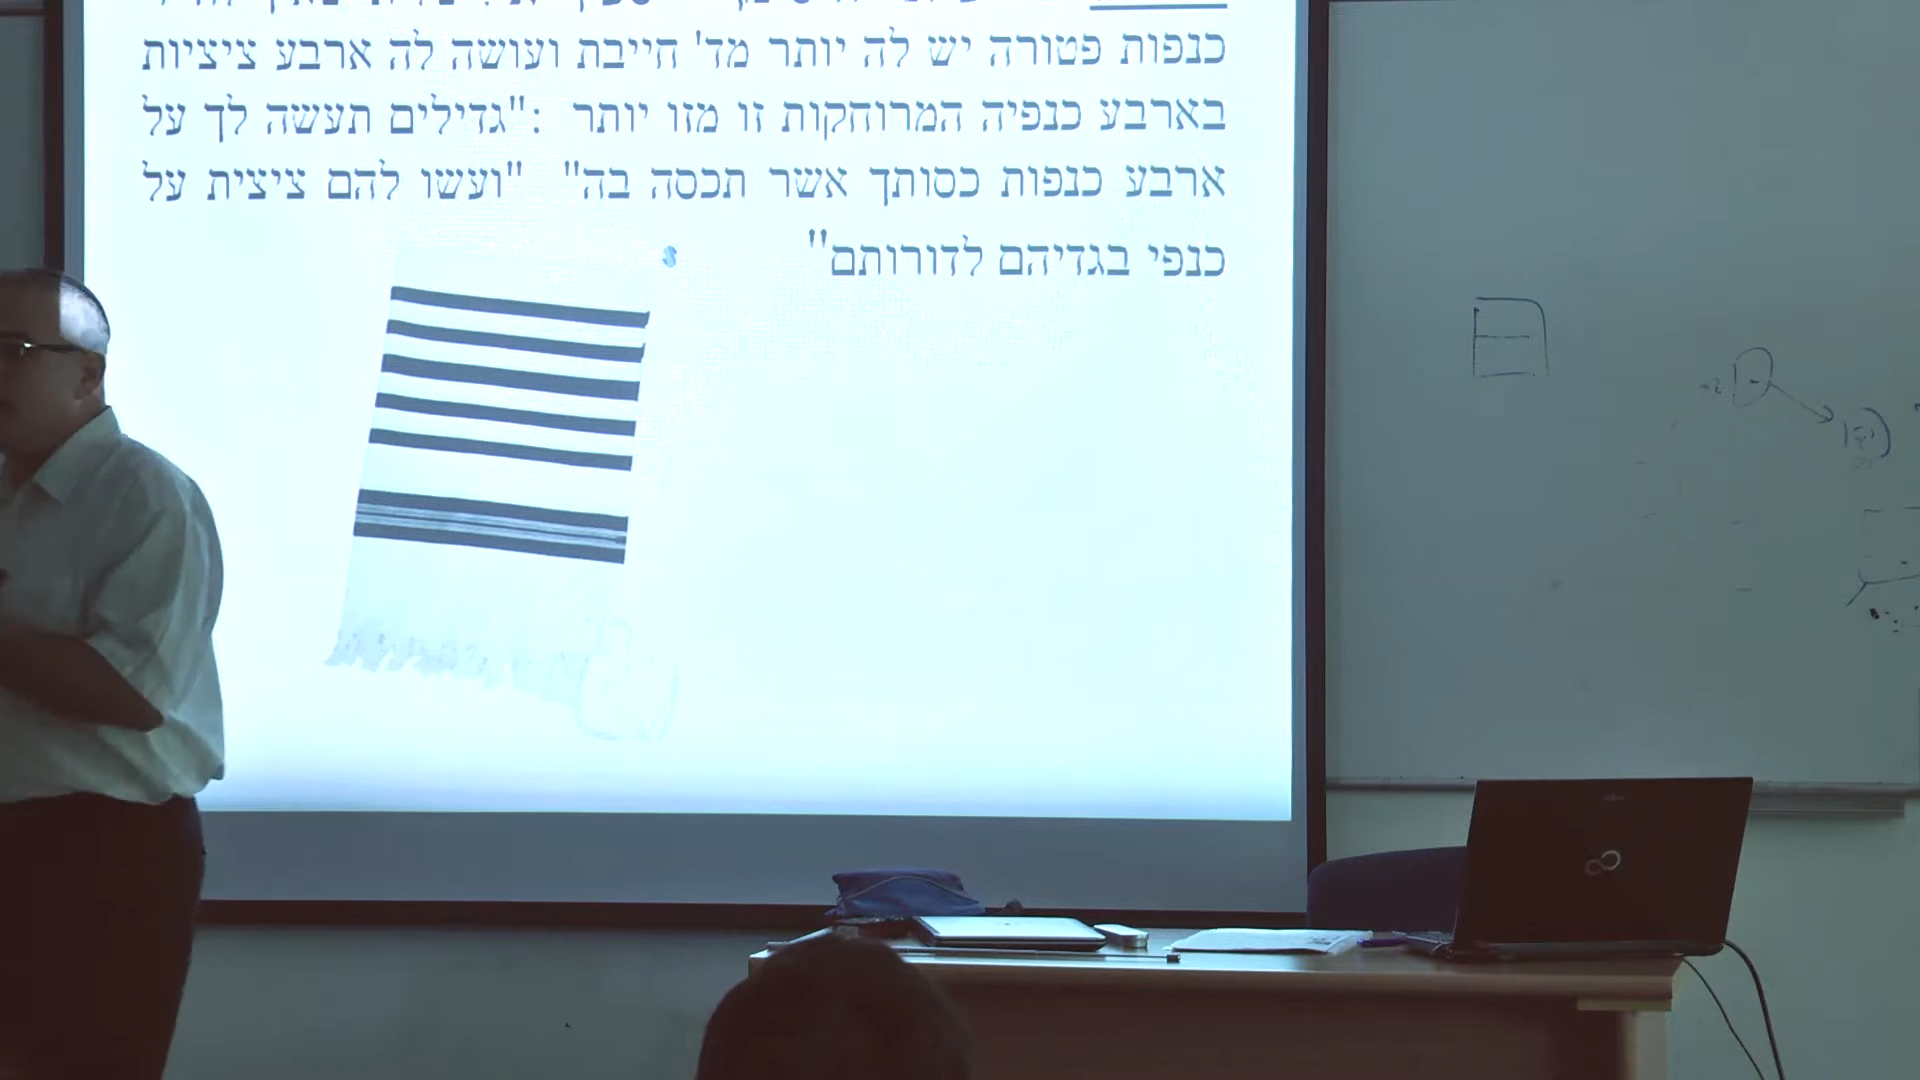 כנפות פטורה יש לה יותר מד' חייבת ועושה לה ארבע ציציות
בארבע כנפיה המרוחקות זו מזו יותר :"גדילים תעשה לך על
ארבע כנפות כסותך אשר תכסה בה" "ועשו להם ציצית על
כנפי בגדיהם לדורותם"